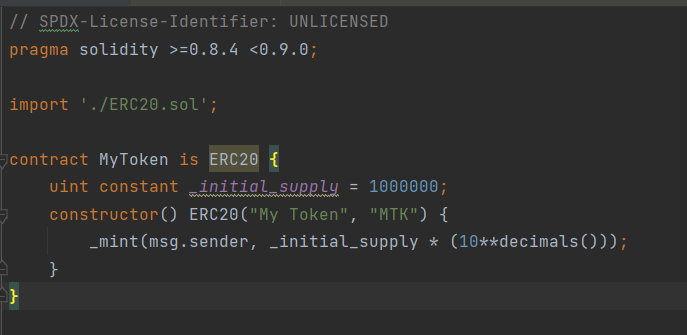 // SPDX-License-Identifier: UNLICENSED
pragma solidity >=0.8.4 <0.9.0;
import './ERC20.sol';
contract MyToken is ERC20 {
uint constant _initial_supply = 1000000;
constructor() ERC20("My Token", "MTK") {
_mint(msg.sender, _initial_supply * (10**decimals()));
}
}